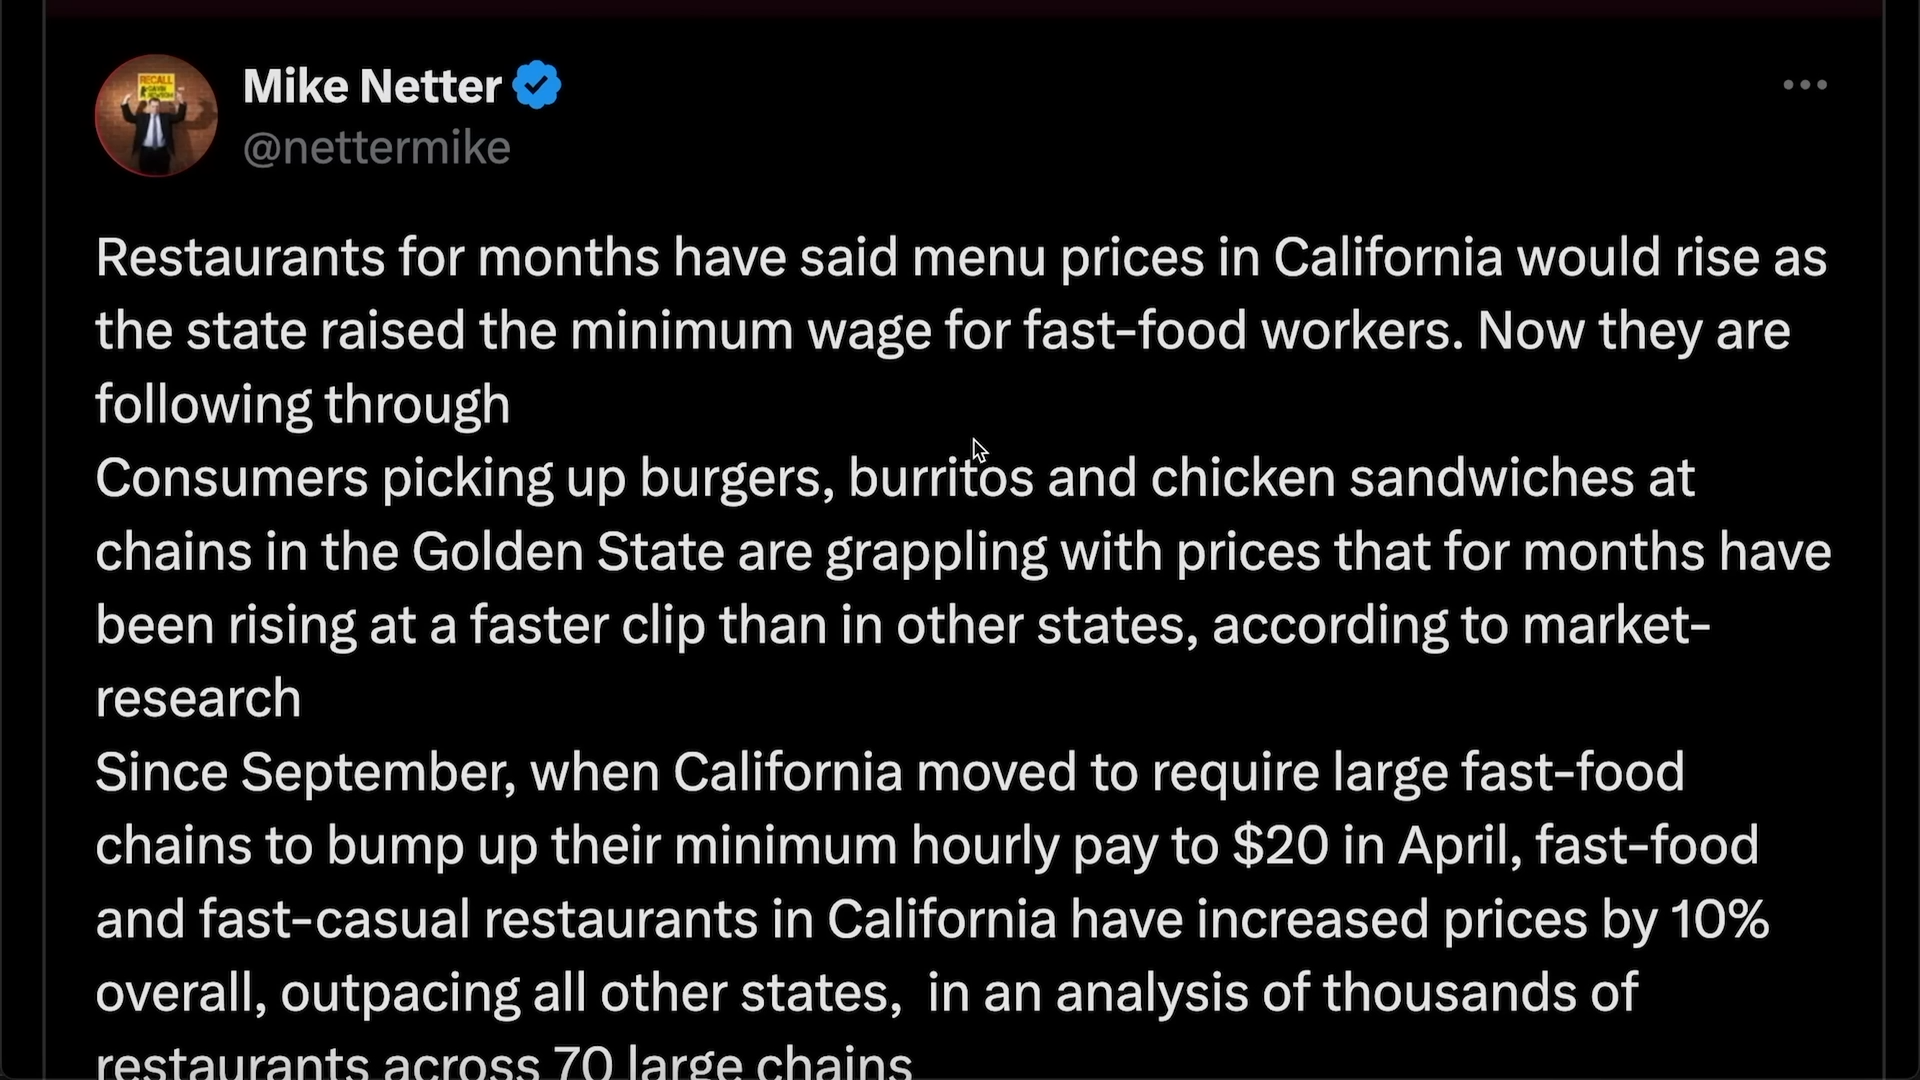 RECALL
Mike Netter
@nettermike
Restaurants for months have said menu prices in California would rise as
the state raised the minimum wage for fast-food workers. Now they are
following through
Consumers picking up burgers, burritos and chicken sandwiches at
chains in the Golden State are grappling with prices that for months have
been rising at a faster clip than in other states, according to market-
research
Since September, when California moved to require large fast-food
chains to bump up their minimum hourly pay to $20 in April, fast-food
and fast-casual restaurants in California have increased prices by 10%
overall, outpacing all other states,  in an analysis of thousands of
restaurants across 70 large chains